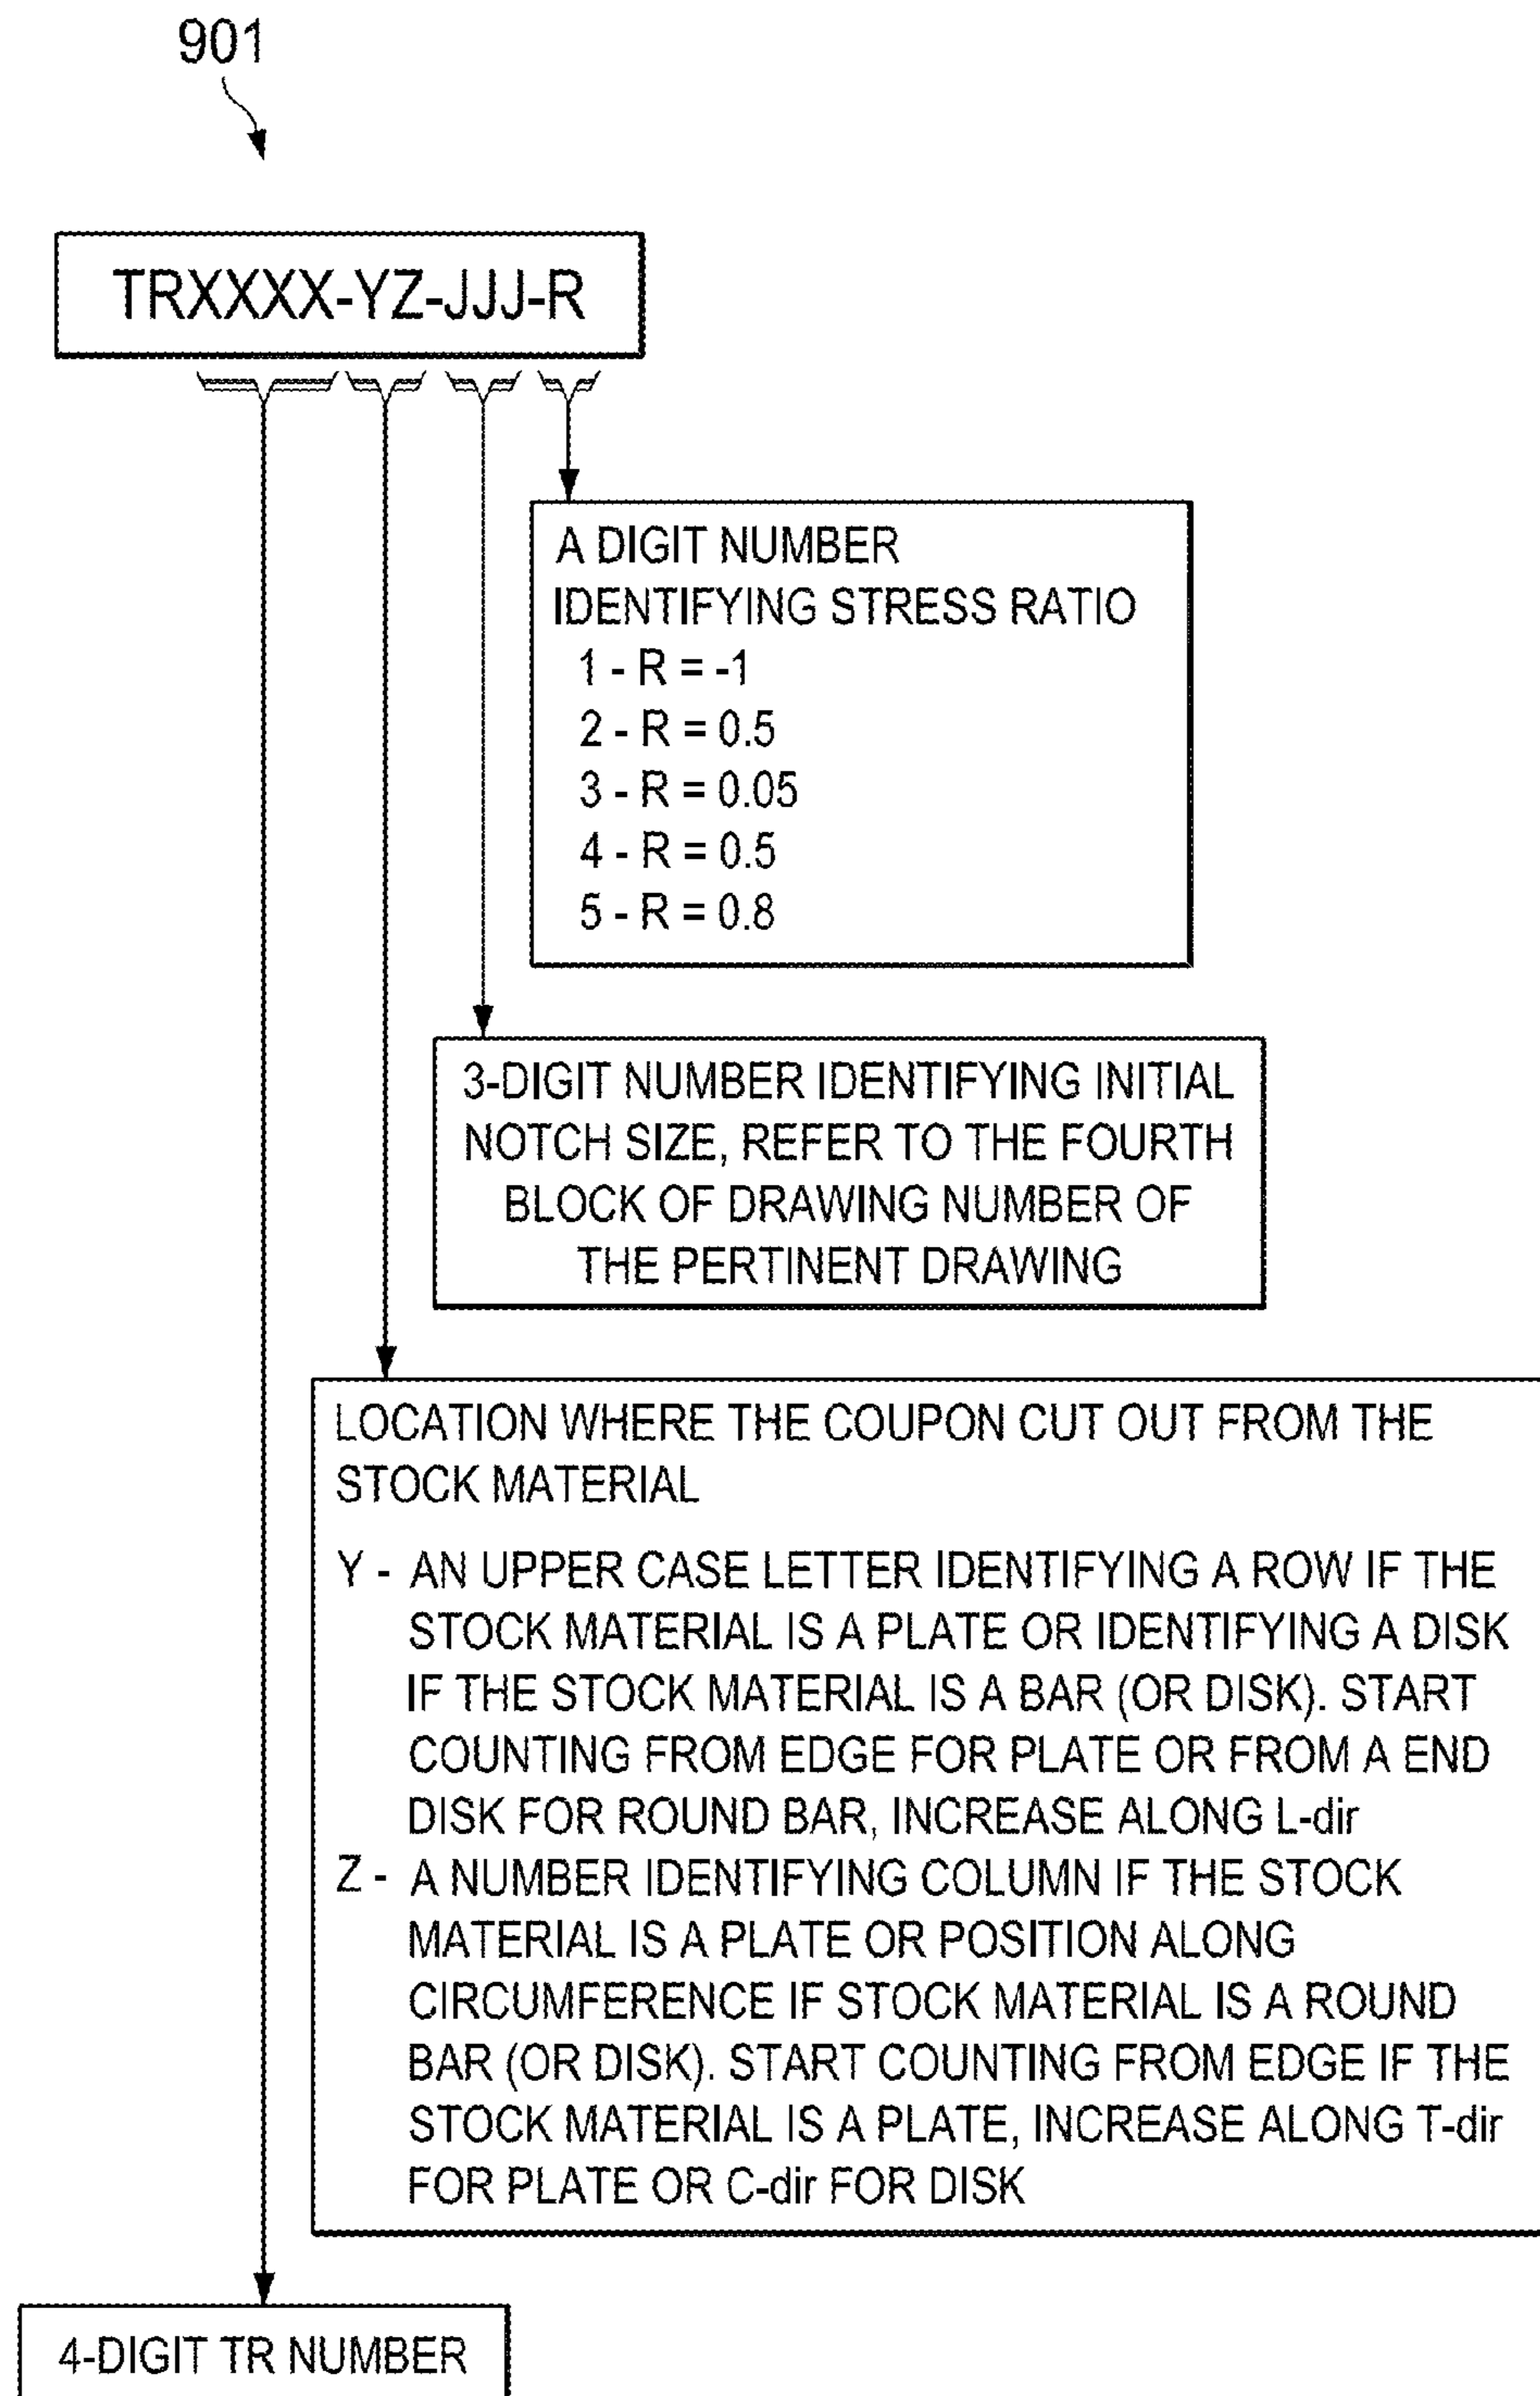 901
TRXXXX-YZ-JJJ-R
A DIGIT NUMBER
IDENTIFYING STRESS RATIO
1 - R = -1
2 - R = 0.5
3 - R = 0.05
4 - R = 0.5
5 - R = 0.8
3-DIGIT NUMBER IDENTIFYING INITIAL
NOTCH SIZE, REFER TO THE FOURTH
BLOCK OF DRAWING NUMBER OF
THE PERTINENT DRAWING
LOCATION WHERE THE COUPON CUT OUT FROM THE
STOCK MATERIAL
Y - AN UPPER CASE LETTER IDENTIFYING A ROW IF THE
STOCK MATERIAL IS A PLATE OR IDENTIFYING A DISK
IF THE STOCK MATERIAL IS A BAR (OR DISK). START
COUNTING FROM EDGE FOR PLATE OR FROM A END
DISK FOR ROUND BAR, INCREASE ALONG L-dir
Z - A NUMBER IDENTIFYING COLUMN IF THE STOCK
MATERIAL IS A PLATE OR POSITION ALONG
CIRCUMFERENCE IF STOCK MATERIAL IS A ROUND
BAR (OR DISK). START COUNTING FROM EDGE IF THE
STOCK MATERIAL IS A PLATE, INCREASE ALONG T-dir
FOR PLATE OR C-dir FOR DISK
4-DIGIT TR NUMBER